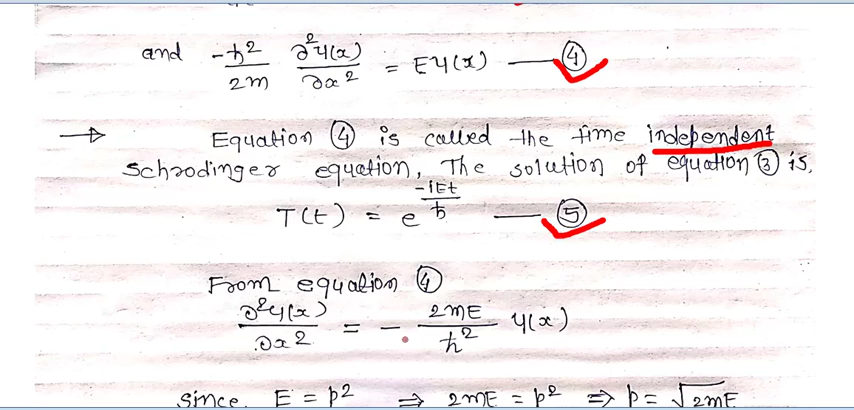 and -ħ²/2m ∂²ψ(x)/∂x² = Eψ(x) — ④
→ Equation ④ is called the time independent
schrodinger equation, The solution of equation ③ is.
T(t) = e^(-iEt/ħ) — ⑤
From equation ④
∂²ψ(x)/∂x² = - 2mE/ħ² ψ(x)
since, E = p² ⇒ 2mE = p² ⇒ p = √2mE